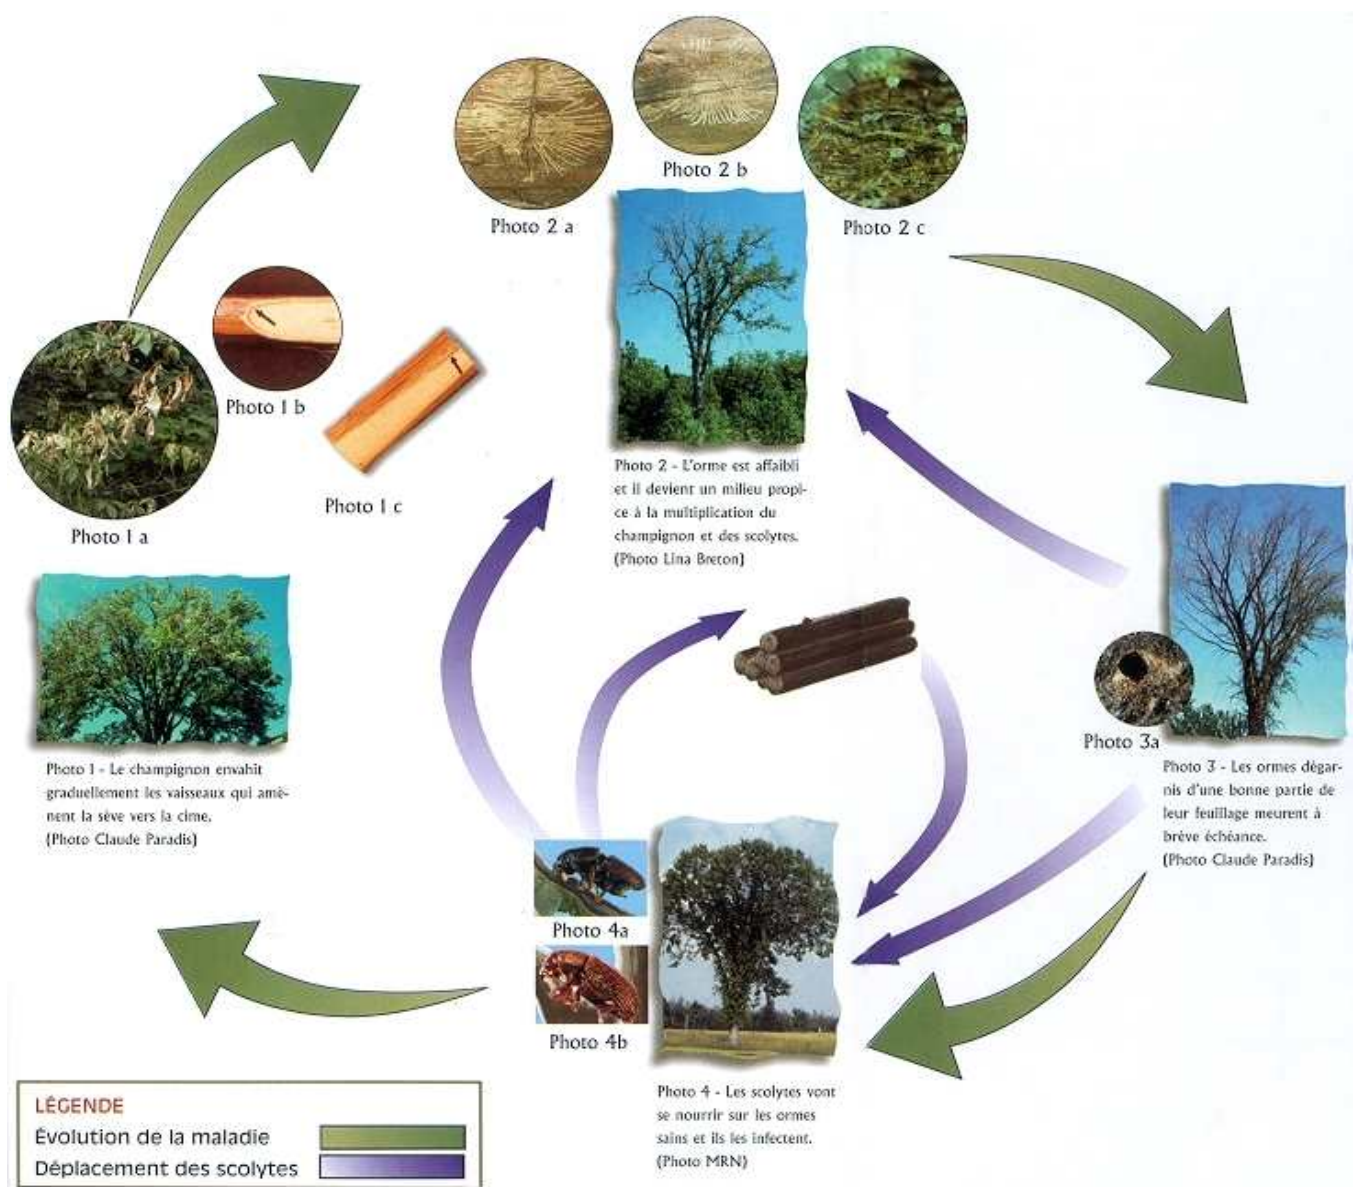 Photo 2 a
Photo 2 b
Photo 2 c
Photo 1 a
Photo 1 b
Photo 1 c
Photo 2 - L'orme est affaibli
et il devient un milieu propi-
ce à la multiplication du
champignon et des scolytes.
(Photo Lina Breton)
Photo 1 - Le champignon envahit
graduellement les vaisseaux qui amè-
nent la sève vers la cime.
(Photo Claude Paradis)
Photo 3a
Photo 3 - Les ormes dégar-
nis d'une bonne partie de
leur feuillage meurent à
brève échéance.
(Photo Claude Paradis)
Photo 4a
Photo 4b
Photo 4 - Les scolytes vont
se nourrir sur les ormes
sains et ils les infectent.
(Photo MRN)
LÉGENDE
Évolution de la maladie
Déplacement des scolytes